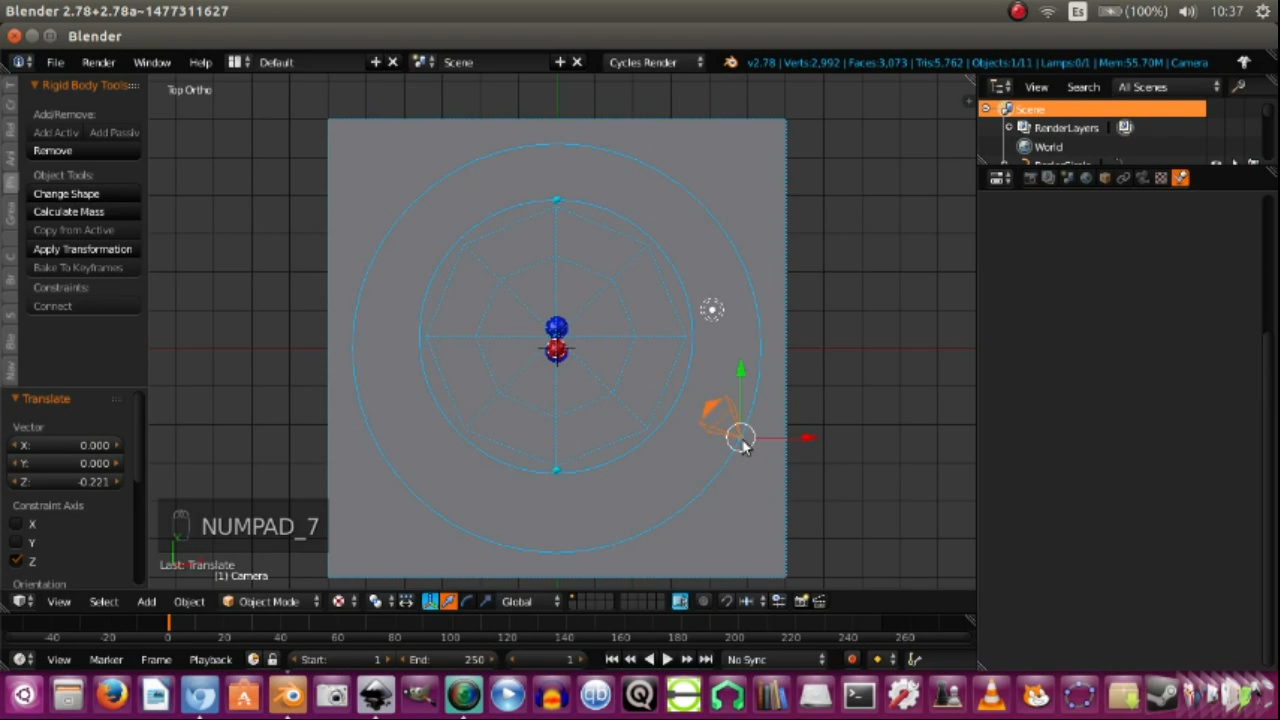 Blender 2.78+2.78a~1477311627
Es
(100%)
10:37
Blender
File Render Window Help
Default
Scene
Cycles Render
v2.78 | Verts:2,992 | Faces:3,073 | Tris:5,762 | Objects:1/11 | Lamps:0/1 | Mem:55.70M | Camera
Rigid Body Tools
Add/Remove:
Add Activ Add Passiv
Remove
Object Tools:
Change Shape
Calculate Mass
Copy from Active
Apply Transformation
Bake To Keyframes
Constraints:
Connect
Translate
Vector
X: 0.000
Y: 0.000
Z: -0.221
Constraint Axis
X
Y
Z
Orientation
Top Ortho
NUMPAD_7
Last: Translate
(1) Camera
View Search All Scenes
Scene
RenderLayers
World
View Select Add Object Object Mode Global
-40 -20 0 20 40 60 80 100 120 140 160 180 200 220 240 260
View Marker Frame Playback Start: 1 End: 250 1 No Sync
qb